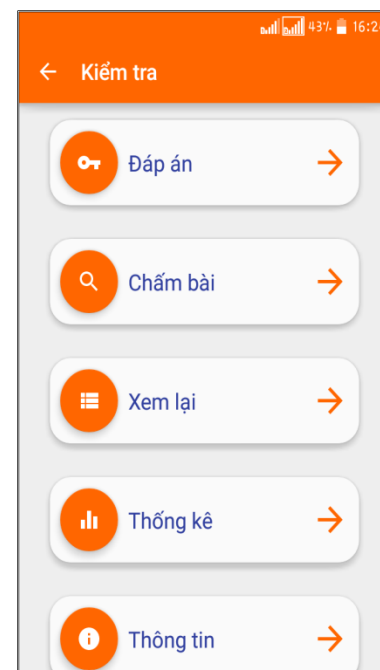 43% 16:2
Kiểm tra
Đáp án
Chấm bài
Xem lại
Thống kê
Thông tin